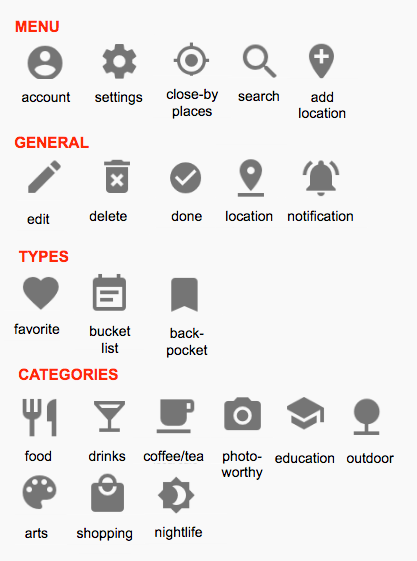 MENU
account settings close-by places search add location
GENERAL
edit delete done location notification
TYPES
favorite bucket list back-pocket
CATEGORIES
food drinks coffee/tea photo-worthy education outdoor
arts shopping nightlife